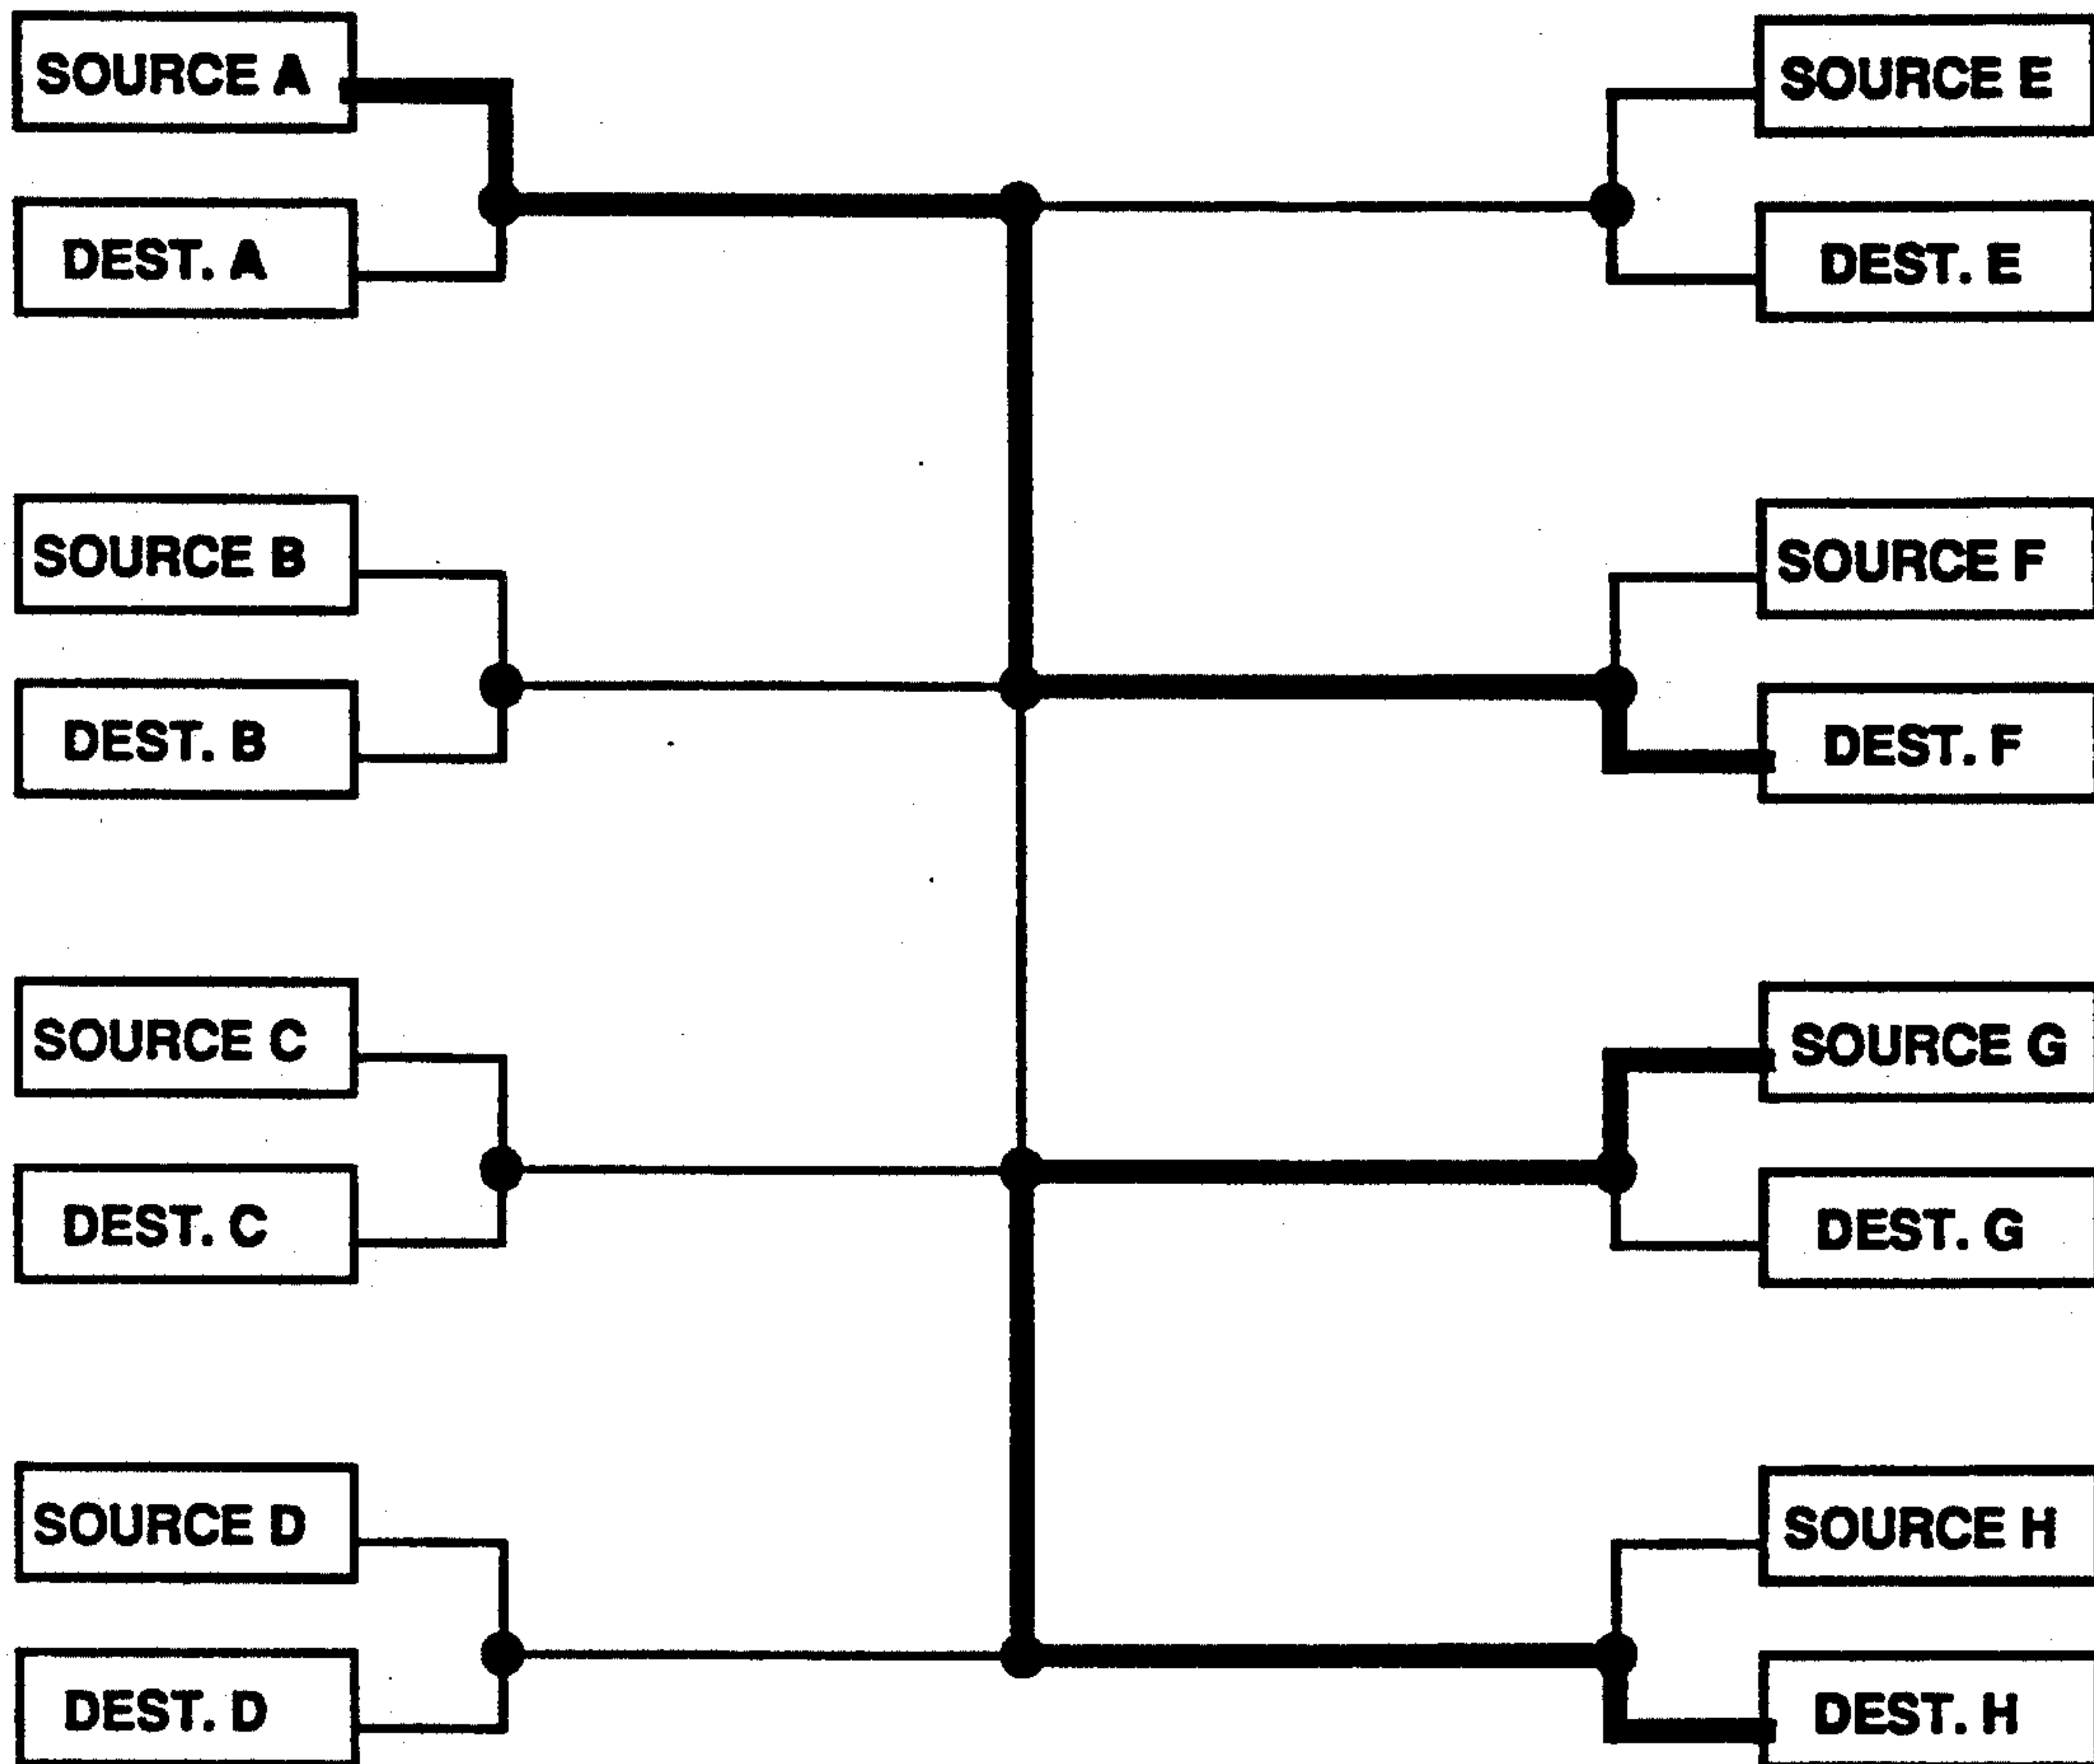 SOURCE A
DEST. A
SOURCE B
DEST. B
SOURCE C
DEST. C
SOURCE D
DEST. D
SOURCE E
DEST. E
SOURCE F
DEST. F
SOURCE G
DEST. G
SOURCE H
DEST. H